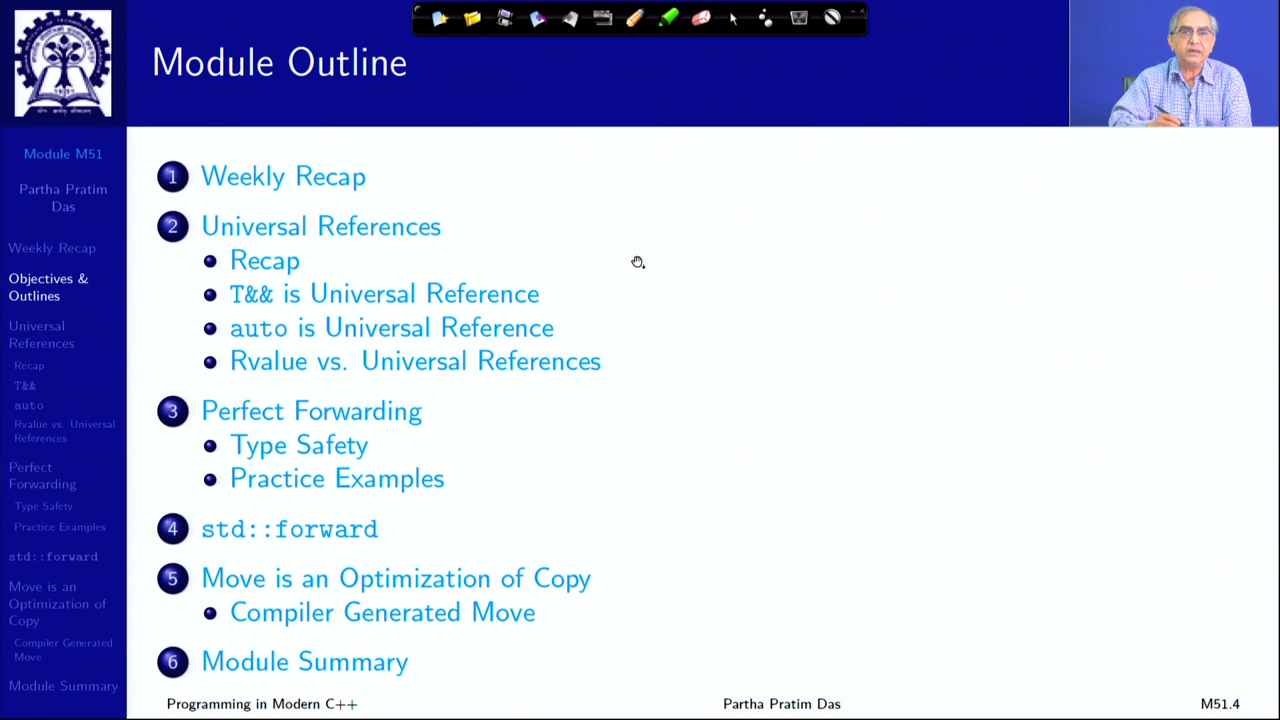 Module Outline
Module M51
Partha Pratim
Das
Weekly Recap
Objectives &
Outlines
Universal
References
Recap
T&&
auto
Rvalue vs. Universal
References
Perfect
Forwarding
Type Safety
Practice Examples
std::forward
Move is an
Optimization of
Copy
Compiler Generated
Move
Module Summary
1 Weekly Recap
2 Universal References
Recap
T&& is Universal Reference
auto is Universal Reference
Rvalue vs. Universal References
3 Perfect Forwarding
Type Safety
Practice Examples
4 std::forward
5 Move is an Optimization of Copy
Compiler Generated Move
6 Module Summary
Programming in Modern C++
Partha Pratim Das
M51.4